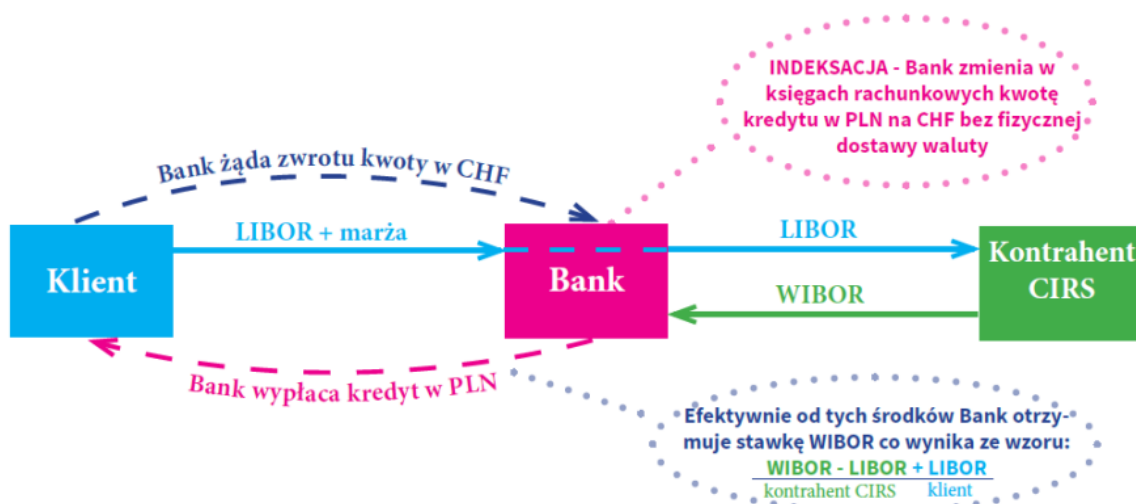 INDEKSACJA - Bank zmienia w
księgach rachunkowych kwotę
kredytu w PLN na CHF bez fizycznej
dostawy waluty
Bank żąda zwrotu kwoty w CHF
LIBOR + marża
LIBOR
Klient
Bank
Kontrahent
CIRS
WIBOR
Bank wypłaca kredyt w PLN
Efektywnie od tych środków Bank otrzy-
muje stawkę WIBOR co wynika ze wzoru:
WIBOR - LIBOR + LIBOR
kontrahent CIRS klient